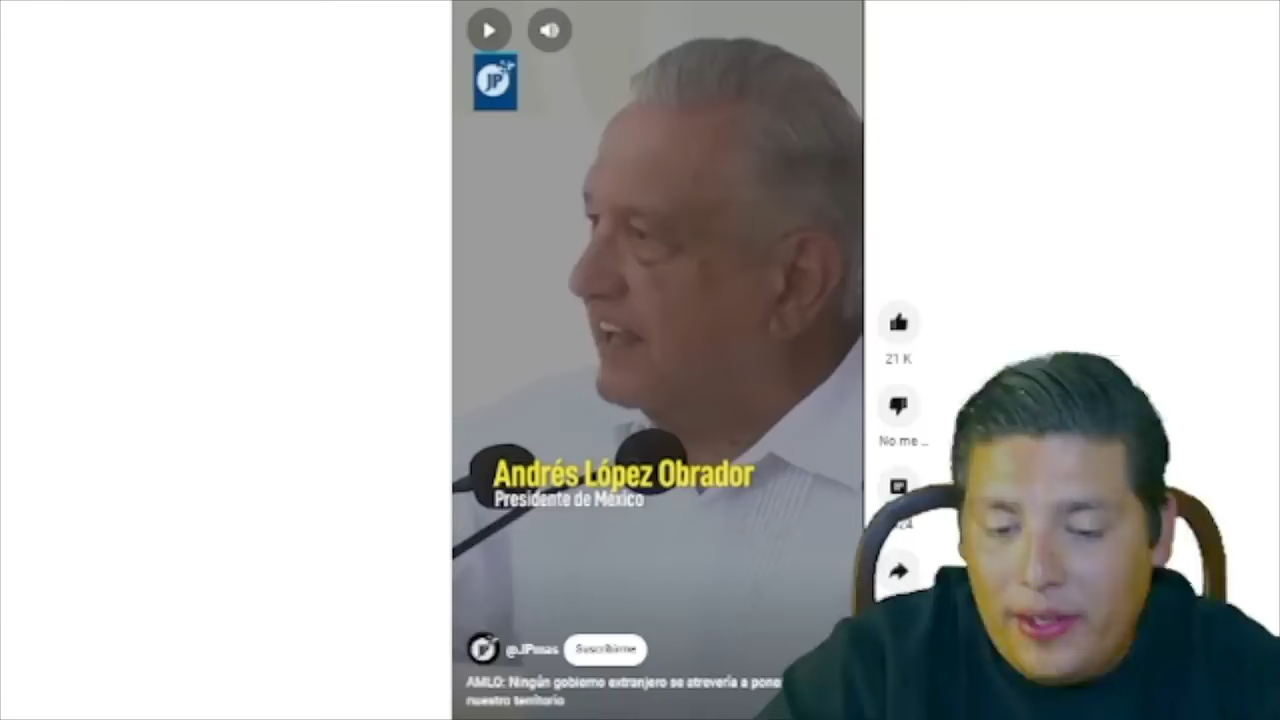 JP
21 K
No me ...
Andrés López Obrador
Presidente de México
@JPmas
Suscribirme
AMLO: Ningún gobierno extranjero se atrevería a pone
nuestro territorio